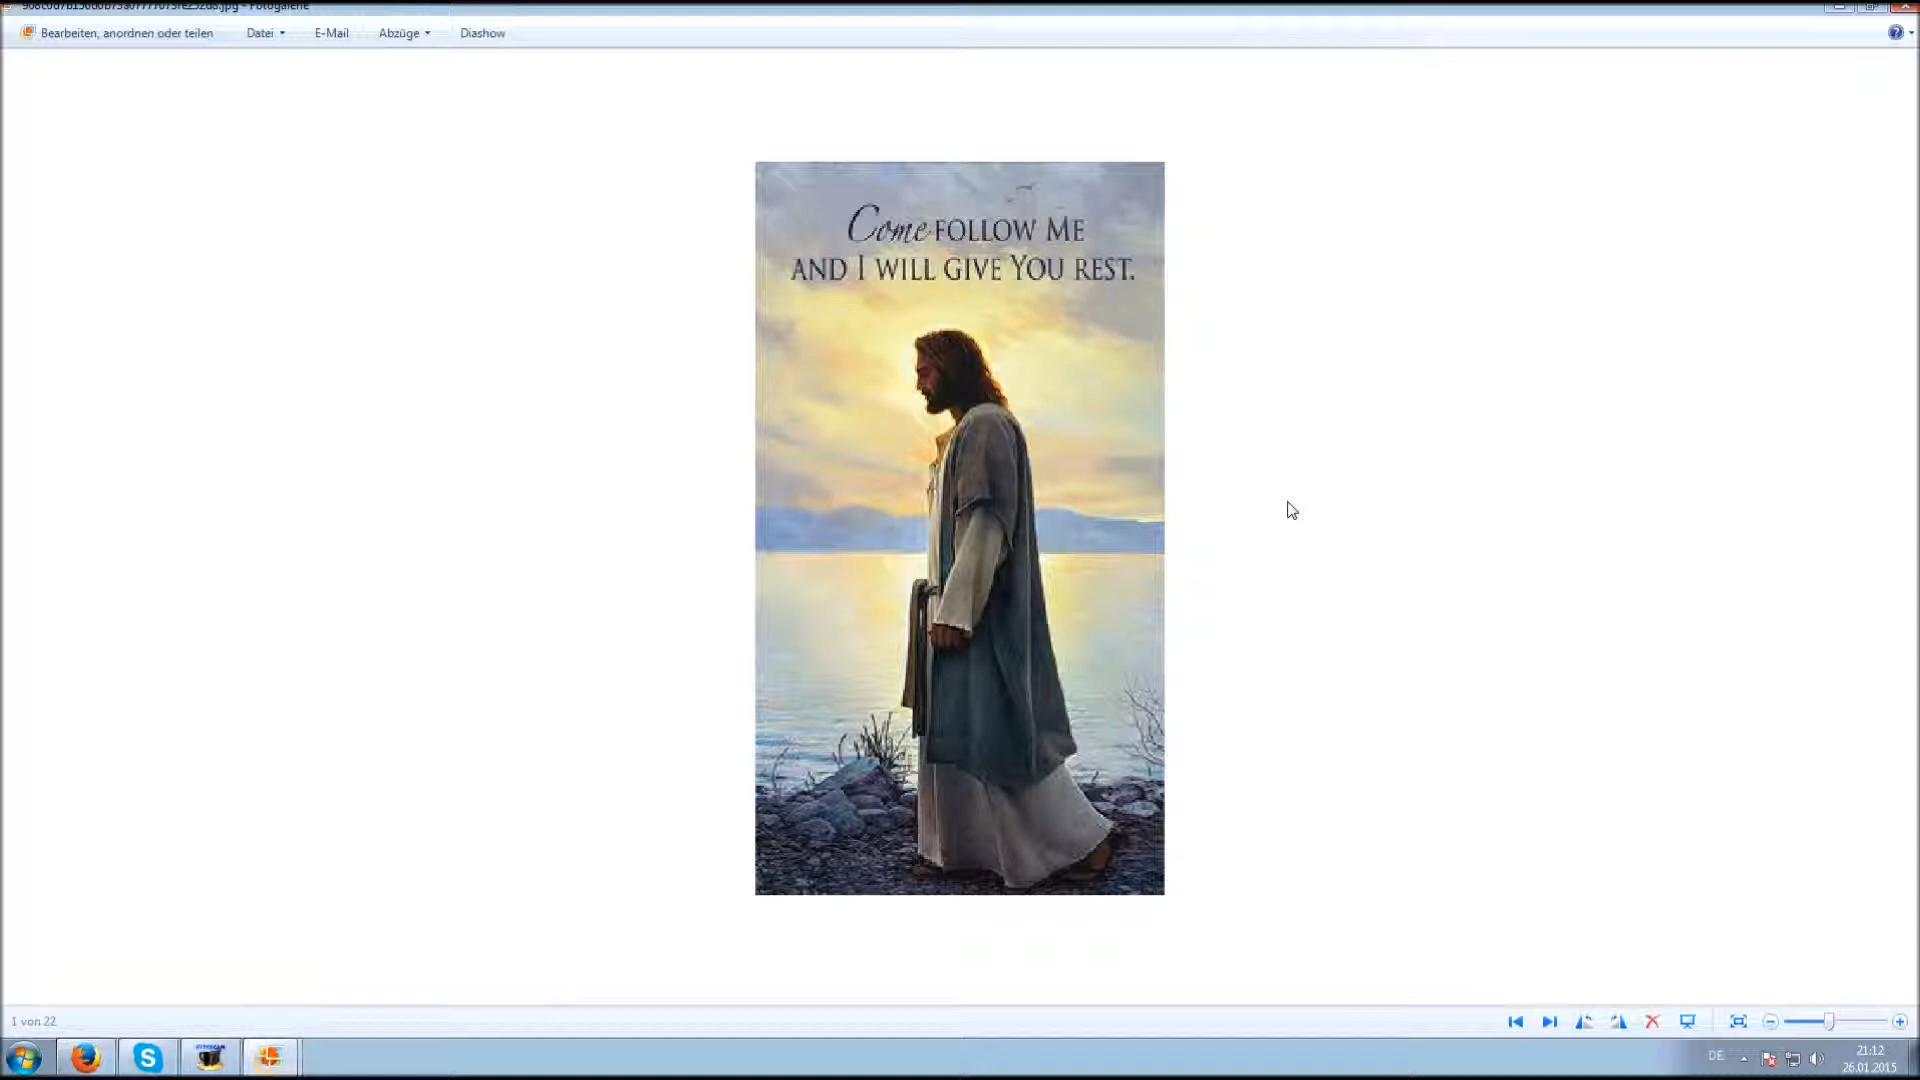 Fotogalerie
Bearbeiten, anordnen oder teilen Datei E-Mail Abzüge Diashow
Come FOLLOW ME
AND I WILL GIVE YOU REST.
1 von 22
DE 21:12
26.01.2015